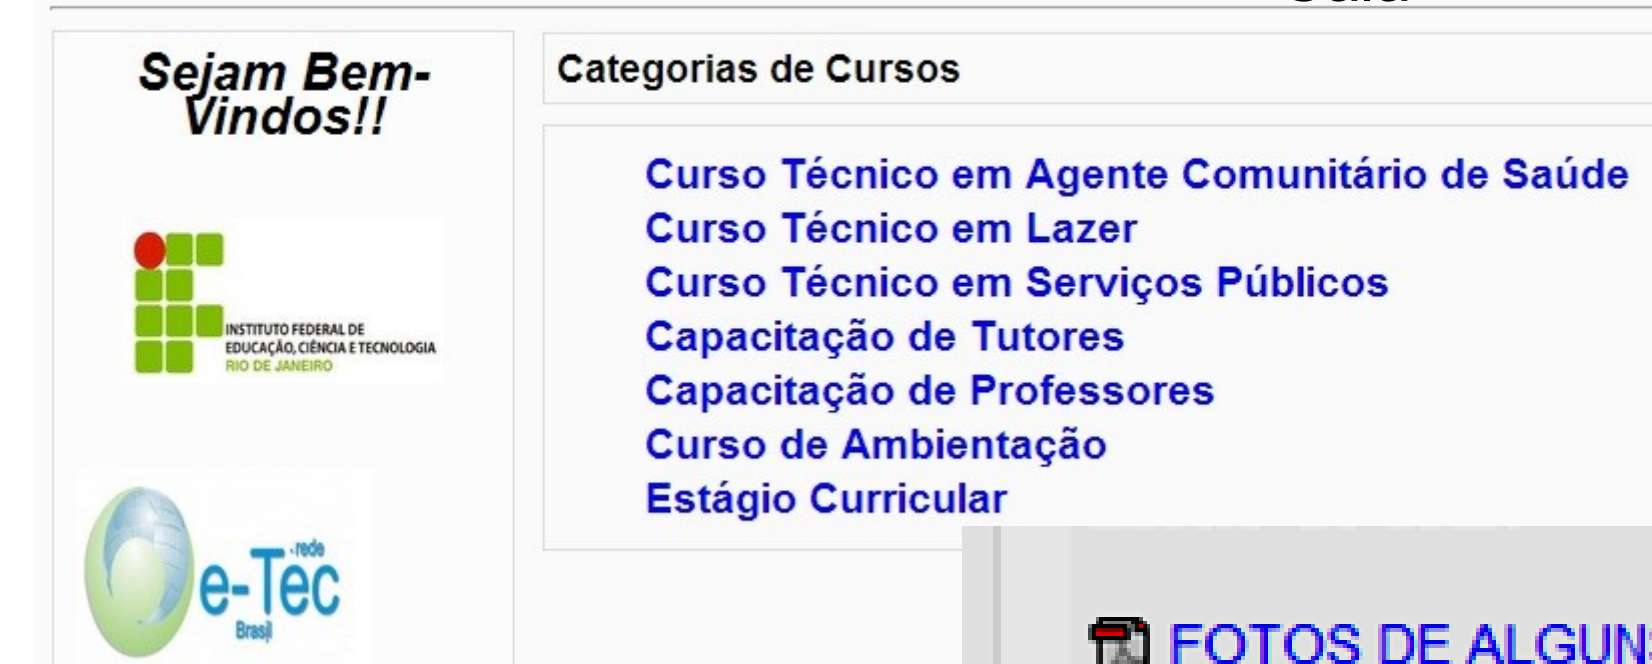 Sejam Bem-
Vindos!!
INSTITUTO FEDERAL DE
EDUCAÇÃO, CIÊNCIA E TECNOLOGIA
RIO DE JANEIRO
-rede
e-Tec
Brasil
Categorias de Cursos
Curso Técnico em Agente Comunitário de Saúde
Curso Técnico em Lazer
Curso Técnico em Serviços Públicos
Capacitação de Tutores
Capacitação de Professores
Curso de Ambientação
Estágio Curricular
FOTOS DE ALGUN